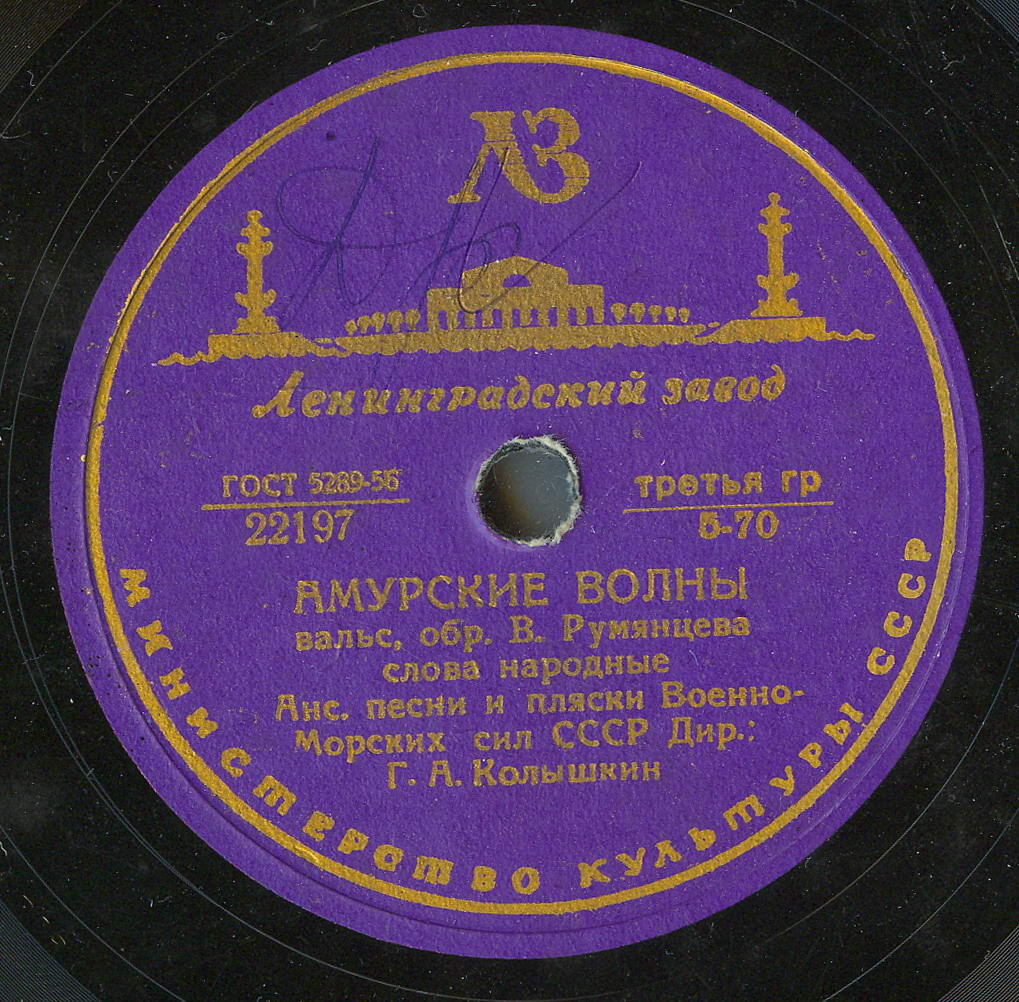 ЛЗ
Ленинградский завод
ГОСТ 5289-56
22197
третья гр
5-70
АМУРСКИЕ ВОЛНЫ
вальс, обр. В. Румянцева
слова народные
Анс. песни и пляски Военно-
Морских сил СССР Дир.:
Г. А. Колышкин
МИНИСТЕРСТВО КУЛЬТУРЫ СССР